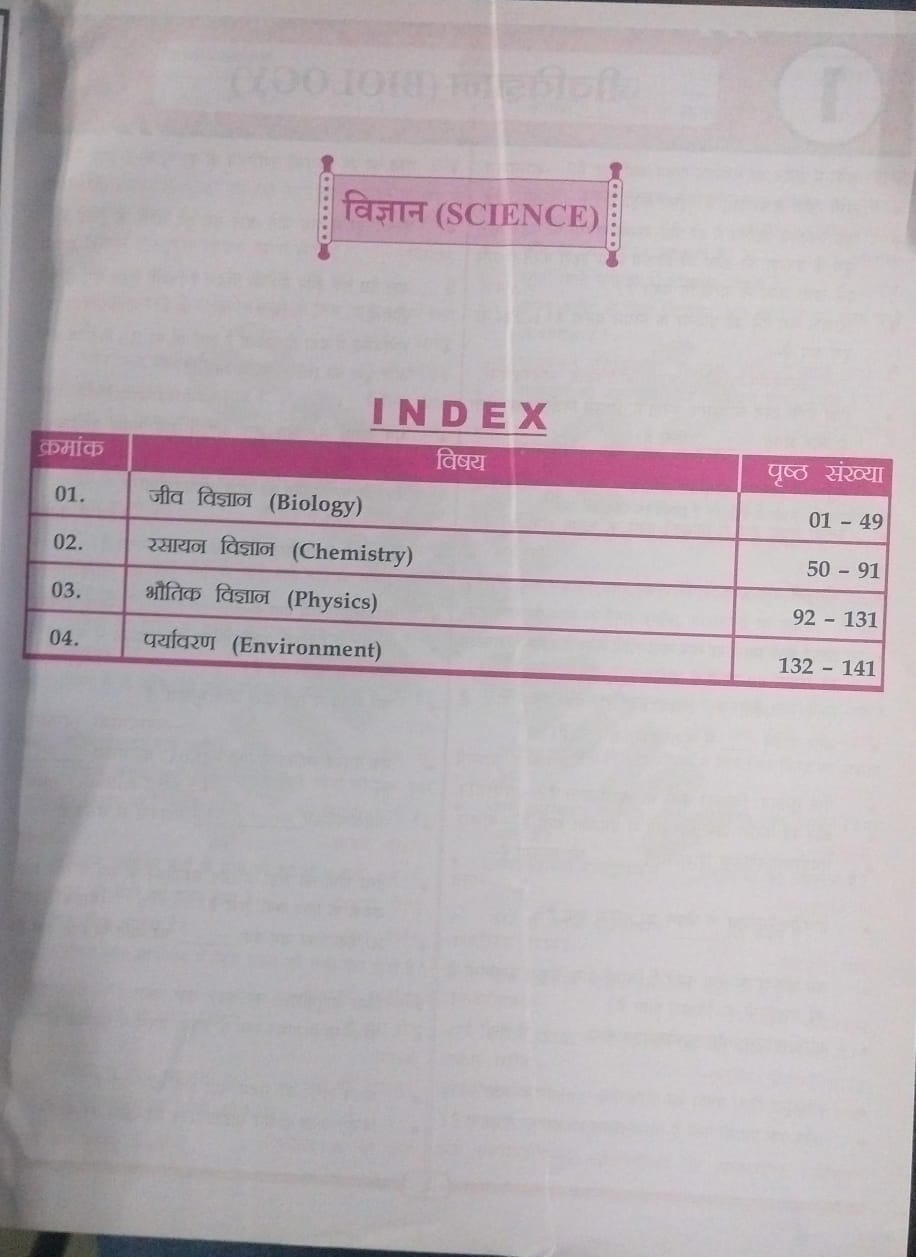 विज्ञान (SCIENCE)
INDEX
क्रमांक विषय पृष्ठ संख्या
01. जीव विज्ञान (Biology) 01 - 49
02. रसायन विज्ञान (Chemistry) 50 - 91
03. भौतिक विज्ञान (Physics) 92 - 131
04. पर्यावरण (Environment) 132 - 141